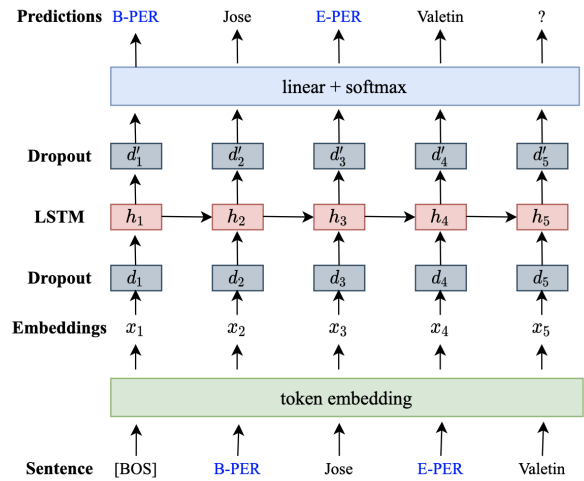 Predictions B-PER Jose E-PER Valetin ?
linear + softmax
Dropout d′₁ d′₂ d′₃ d′₄ d′₅
LSTM h₁ h₂ h₃ h₄ h₅
Dropout d₁ d₂ d₃ d₄ d₅
Embeddings x₁ x₂ x₃ x₄ x₅
token embedding
Sentence [BOS] B-PER Jose E-PER Valetin